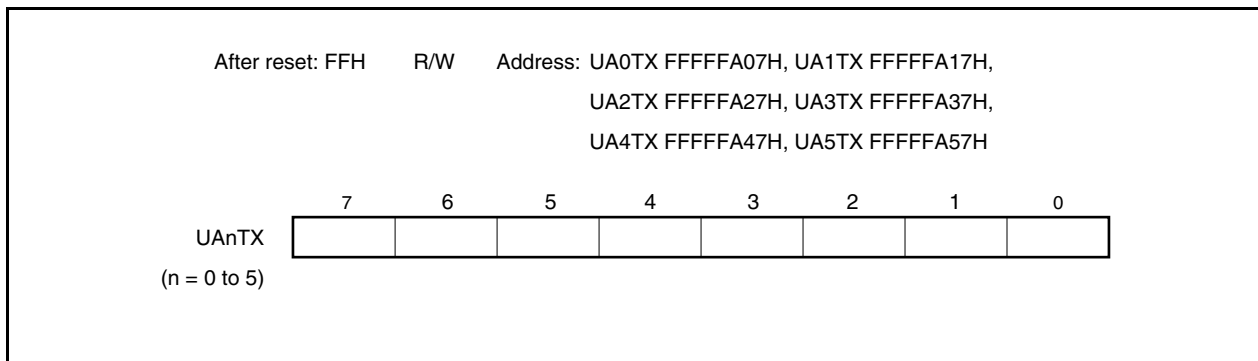 After reset: FFH R/W Address: UA0TX FFFFFA07H, UA1TX FFFFFA17H,
UA2TX FFFFFA27H, UA3TX FFFFFA37H,
UA4TX FFFFFA47H, UA5TX FFFFFA57H
7 6 5 4 3 2 1 0
UAnTX
(n = 0 to 5)